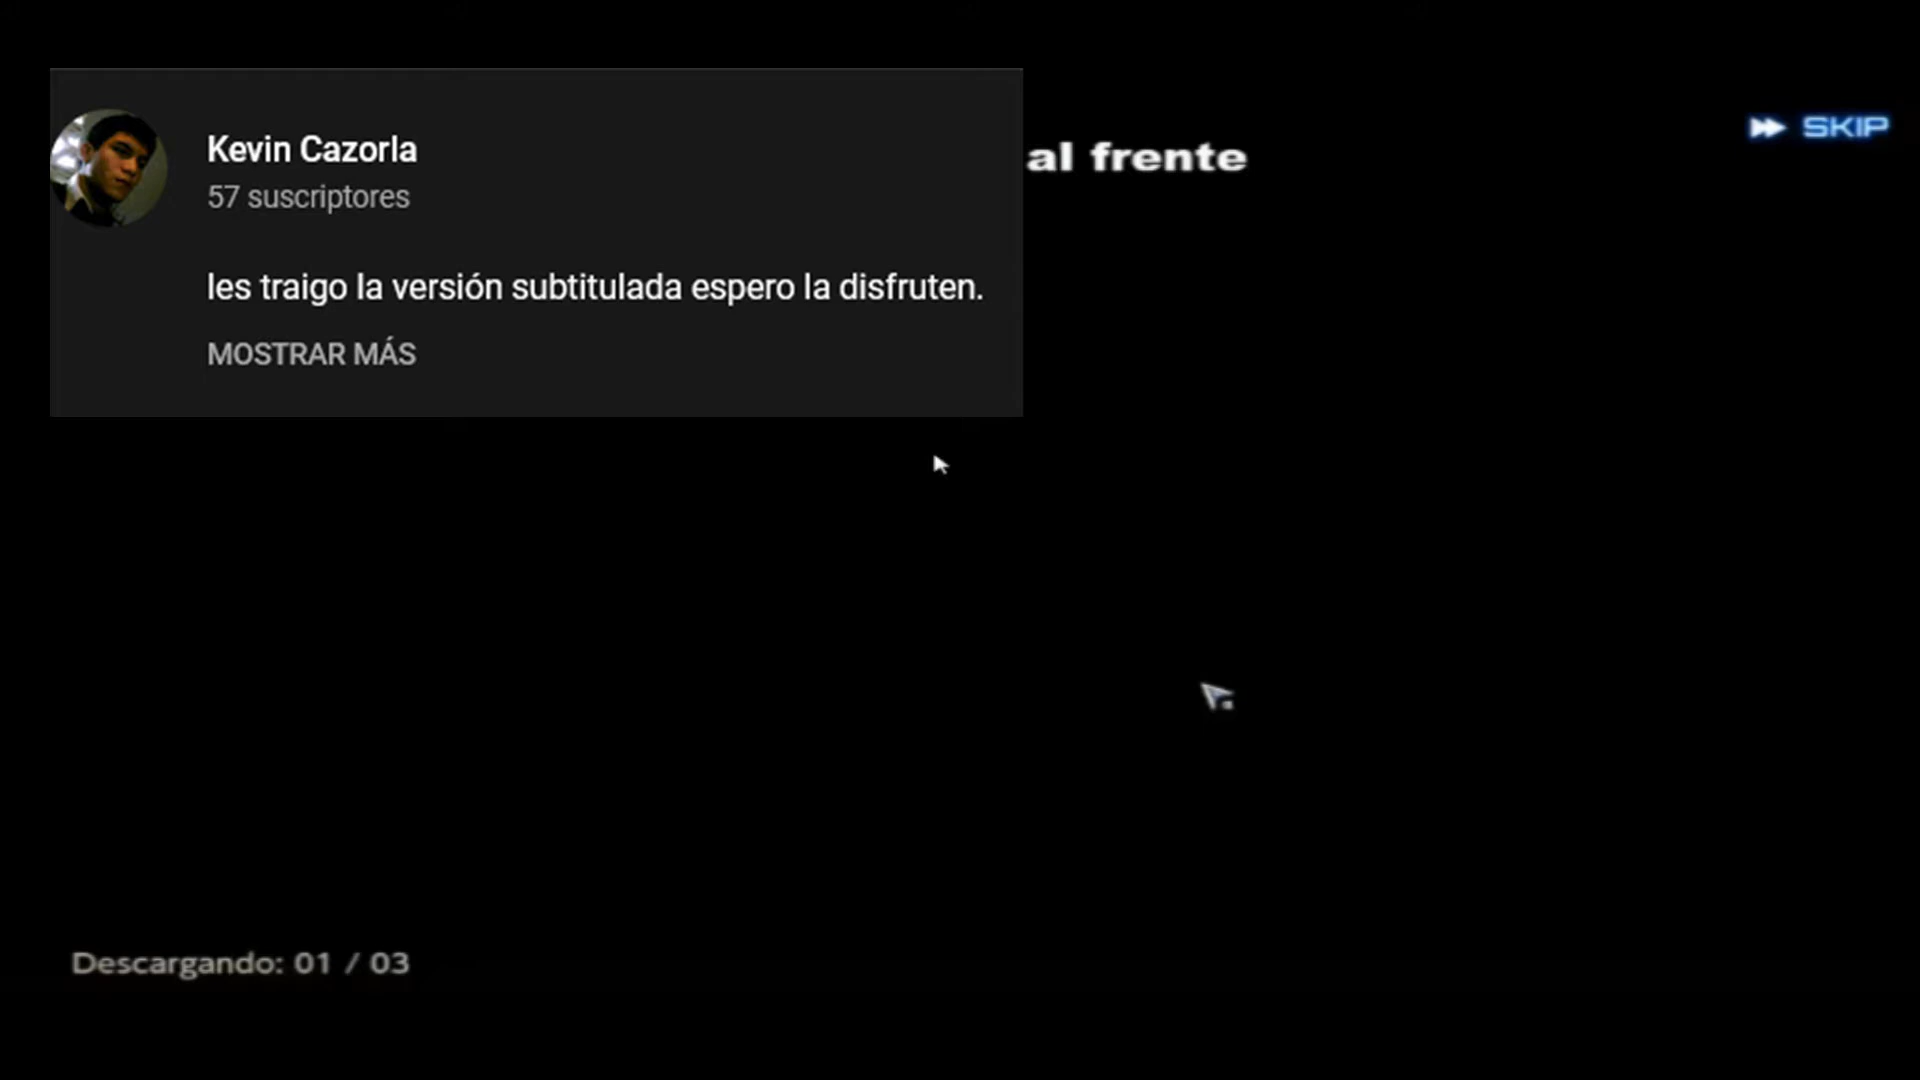 Kevin Cazorla
57 suscriptores
al frente
SKIP
les traigo la versión subtitulada espero la disfruten.
MOSTRAR MÁS
Descargando: 01 / 03